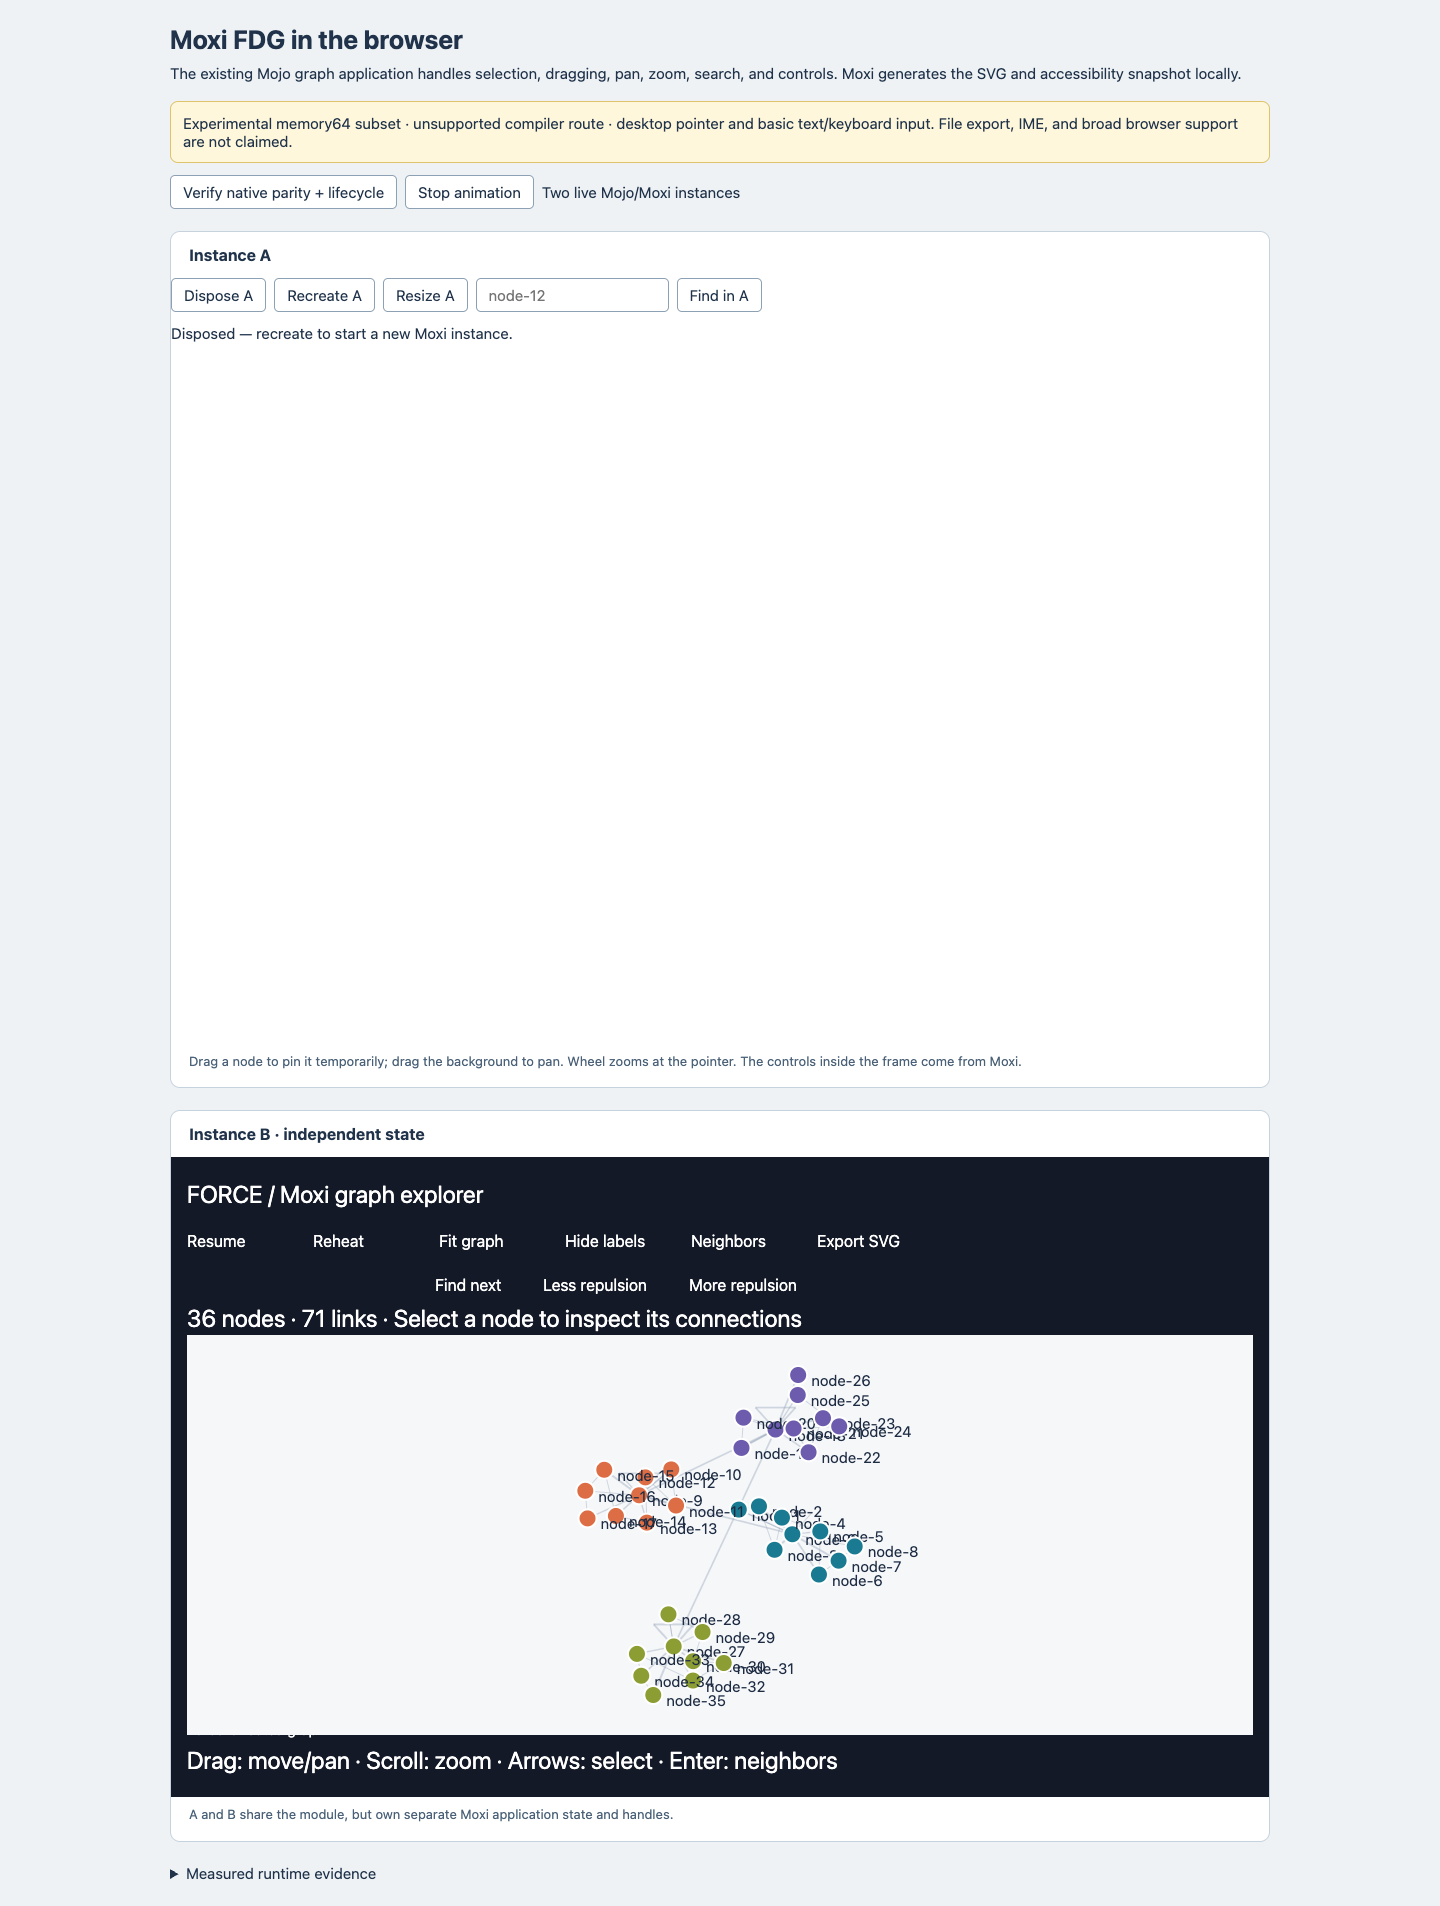 Moxi FDG in the browser
The existing Mojo graph application handles selection, dragging, pan, zoom, search, and controls. Moxi generates the SVG and accessibility snapshot locally.
Experimental memory64 subset · unsupported compiler route · desktop pointer and basic text/keyboard input. File export, IME, and broad browser support
are not claimed.
Verify native parity + lifecycle
Stop animation
Two live Mojo/Moxi instances
Instance A
Dispose A
Recreate A
Resize A
node-12
Find in A
Disposed — recreate to start a new Moxi instance.
Drag a node to pin it temporarily; drag the background to pan. Wheel zooms at the pointer. The controls inside the frame come from Moxi.
Instance B · independent state
FORCE / Moxi graph explorer
Resume
Reheat
Fit graph
Hide labels
Neighbors
Export SVG
Find next
Less repulsion
More repulsion
36 nodes · 71 links · Select a node to inspect its connections
node-26
node-25
node-20
node-23
node-24
node-21
node-18
node-22
node-15
node-10
node-12
node-16
node-9
node-11
node-2
node-14
node-4
node-13
node-5
node-8
node-7
node-6
node-28
node-29
node-27
node-33
node-30
node-31
node-34
node-32
node-35
Drag: move/pan · Scroll: zoom · Arrows: select · Enter: neighbors
A and B share the module, but own separate Moxi application state and handles.
Measured runtime evidence